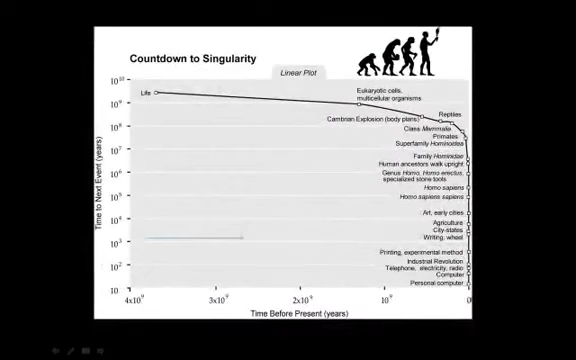 Countdown to Singularity
Linear Plot
10¹⁰
10⁹
10⁸
10⁷
10⁶
10⁵
10⁴
10³
10²
10
Time to Next Event (years)
Life
Eukaryotic cells,
multicellular organisms
Cambrian Explosion (body plans)
Reptiles
Class Mammalia
Primates
Superfamily Hominoidea
Family Hominidae
Human ancestors walk upright
Genus Homo, Homo erectus,
specialized stone tools
Homo sapiens
Homo sapiens sapiens
Art, early cities
Agriculture
City-states
Writing, wheel
Printing, experimental method
Industrial Revolution
Telephone, electricity, radio
Computer
Personal computer
4x10⁹
3x10⁹
2x10⁹
10⁹
0
Time Before Present (years)